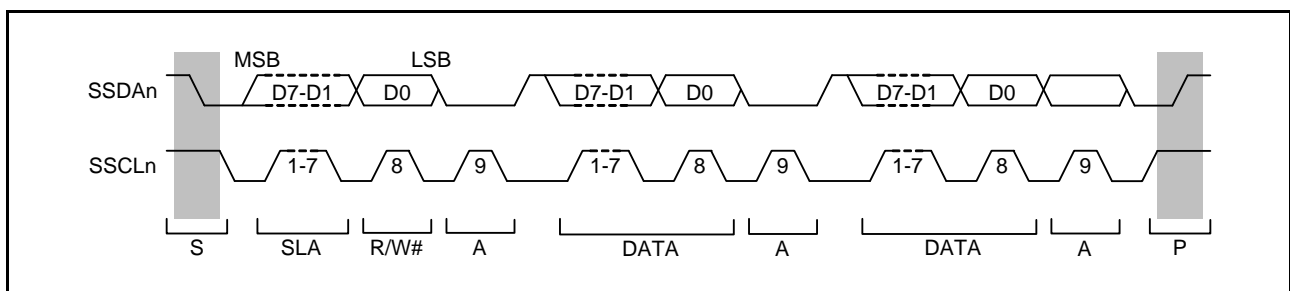 MSB LSB
SSDAn D7-D1 D0 D7-D1 D0 D7-D1 D0
SSCLn 1-7 8 9 1-7 8 9 1-7 8 9
S SLA R/W# A DATA A DATA A P